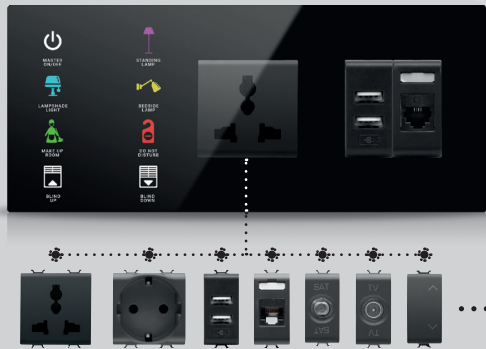 MASTER
ON/OFF
STANDING
LAMP
LAMPSHADE
LIGHT
BEDSIDE
LAMP
MAKE UP
ROOM
DO NOT
DISTURB
BLIND
UP
BLIND
DOWN
SAT
SAT
TV
TV